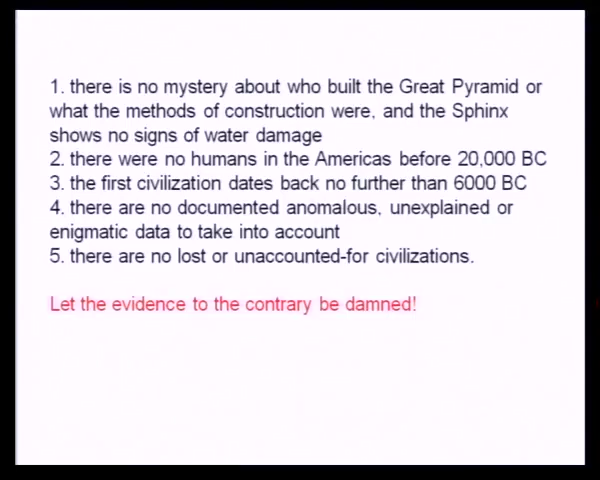 1. there is no mystery about who built the Great Pyramid or
what the methods of construction were, and the Sphinx
shows no signs of water damage
2. there were no humans in the Americas before 20,000 BC
3. the first civilization dates back no further than 6000 BC
4. there are no documented anomalous, unexplained or
enigmatic data to take into account
5. there are no lost or unaccounted-for civilizations.
Let the evidence to the contrary be damned!